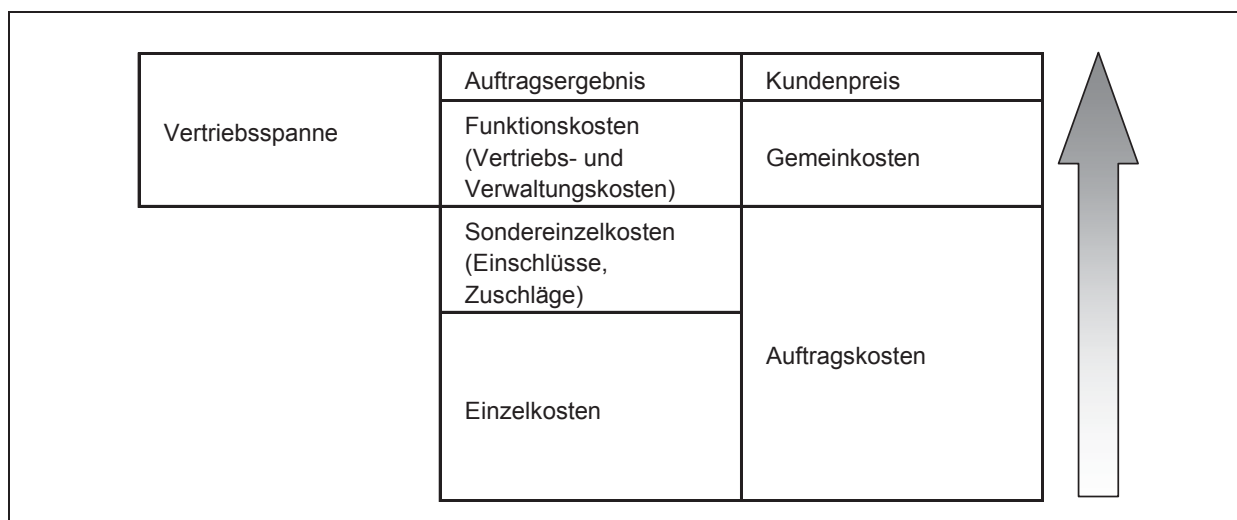 Vertriebsspanne
Auftragsergebnis
Kundenpreis
Funktionskosten
(Vertriebs- und
Verwaltungskosten)
Gemeinkosten
Sondereinzelkosten
(Einschlüsse,
Zuschläge)
Auftragskosten
Einzelkosten